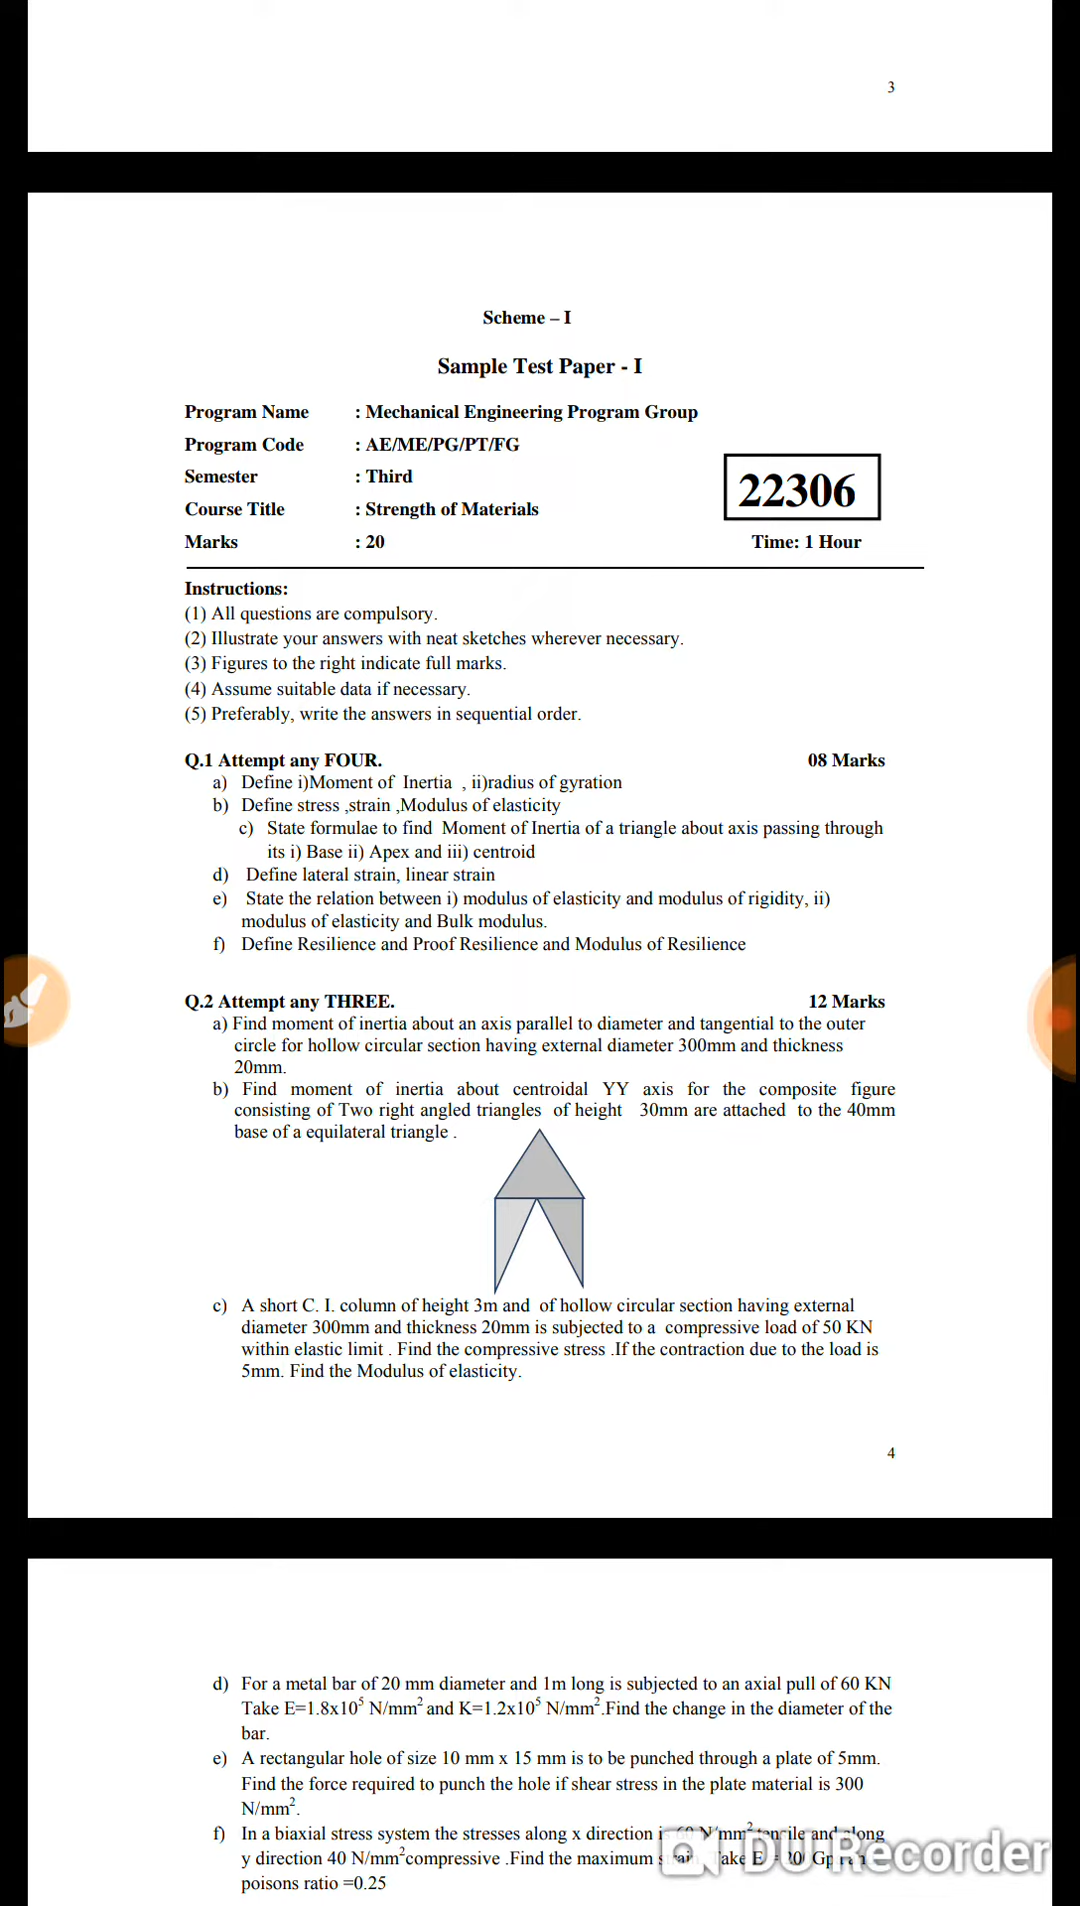 3
Scheme – I
Sample Test Paper - I
Program Name : Mechanical Engineering Program Group
Program Code : AE/ME/PG/PT/FG
Semester : Third
22306
Course Title : Strength of Materials
Marks : 20 Time: 1 Hour
Instructions:
(1) All questions are compulsory.
(2) Illustrate your answers with neat sketches wherever necessary.
(3) Figures to the right indicate full marks.
(4) Assume suitable data if necessary.
(5) Preferably, write the answers in sequential order.
Q.1 Attempt any FOUR. 08 Marks
a) Define i)Moment of Inertia , ii)radius of gyration
b) Define stress ,strain ,Modulus of elasticity
c) State formulae to find Moment of Inertia of a triangle about axis passing through
its i) Base ii) Apex and iii) centroid
d) Define lateral strain, linear strain
e) State the relation between i) modulus of elasticity and modulus of rigidity, ii)
modulus of elasticity and Bulk modulus.
f) Define Resilience and Proof Resilience and Modulus of Resilience
Q.2 Attempt any THREE. 12 Marks
a) Find moment of inertia about an axis parallel to diameter and tangential to the outer
circle for hollow circular section having external diameter 300mm and thickness
20mm.
b) Find moment of inertia about centroidal YY axis for the composite figure
consisting of Two right angled triangles of height 30mm are attached to the 40mm
base of a equilateral triangle .
c) A short C. I. column of height 3m and of hollow circular section having external
diameter 300mm and thickness 20mm is subjected to a compressive load of 50 KN
within elastic limit . Find the compressive stress .If the contraction due to the load is
5mm. Find the Modulus of elasticity.
4
d) For a metal bar of 20 mm diameter and 1m long is subjected to an axial pull of 60 KN
Take E=1.8x10⁵ N/mm² and K=1.2x10⁵ N/mm².Find the change in the diameter of the
bar.
e) A rectangular hole of size 10 mm x 15 mm is to be punched through a plate of 5mm.
Find the force required to punch the hole if shear stress in the plate material is 300
N/mm².
f) In a biaxial stress system the stresses along x direction is 60 N/mm² tensile and along
y direction 40 N/mm²compressive .Find the maximum Take E =
poisons ratio =0.25
DU Recorder